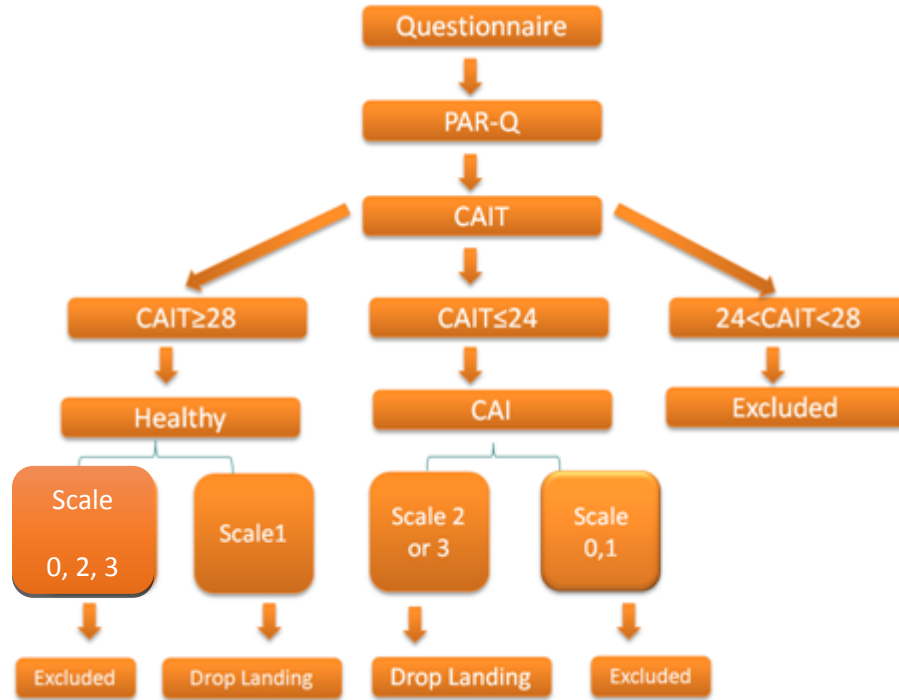 Questionnaire
PAR-Q
CAIT
CAIT≥28
CAIT≤24
24<CAIT<28
Healthy
CAI
Excluded
Scale
0, 2, 3
Scale1
Scale 2
or 3
Scale
0,1
Excluded
Drop Landing
Drop Landing
Excluded